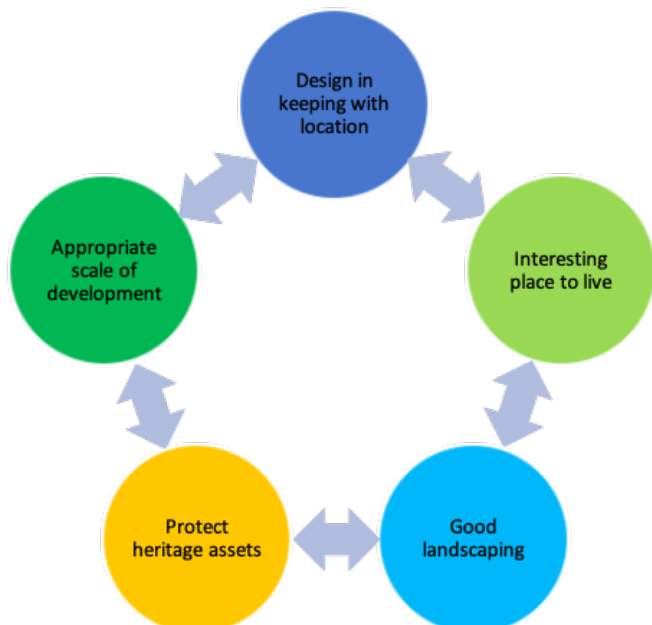 Design in
keeping with
location
Interesting
place to live
Good
landscaping
Protect
heritage assets
Appropriate
scale of
development